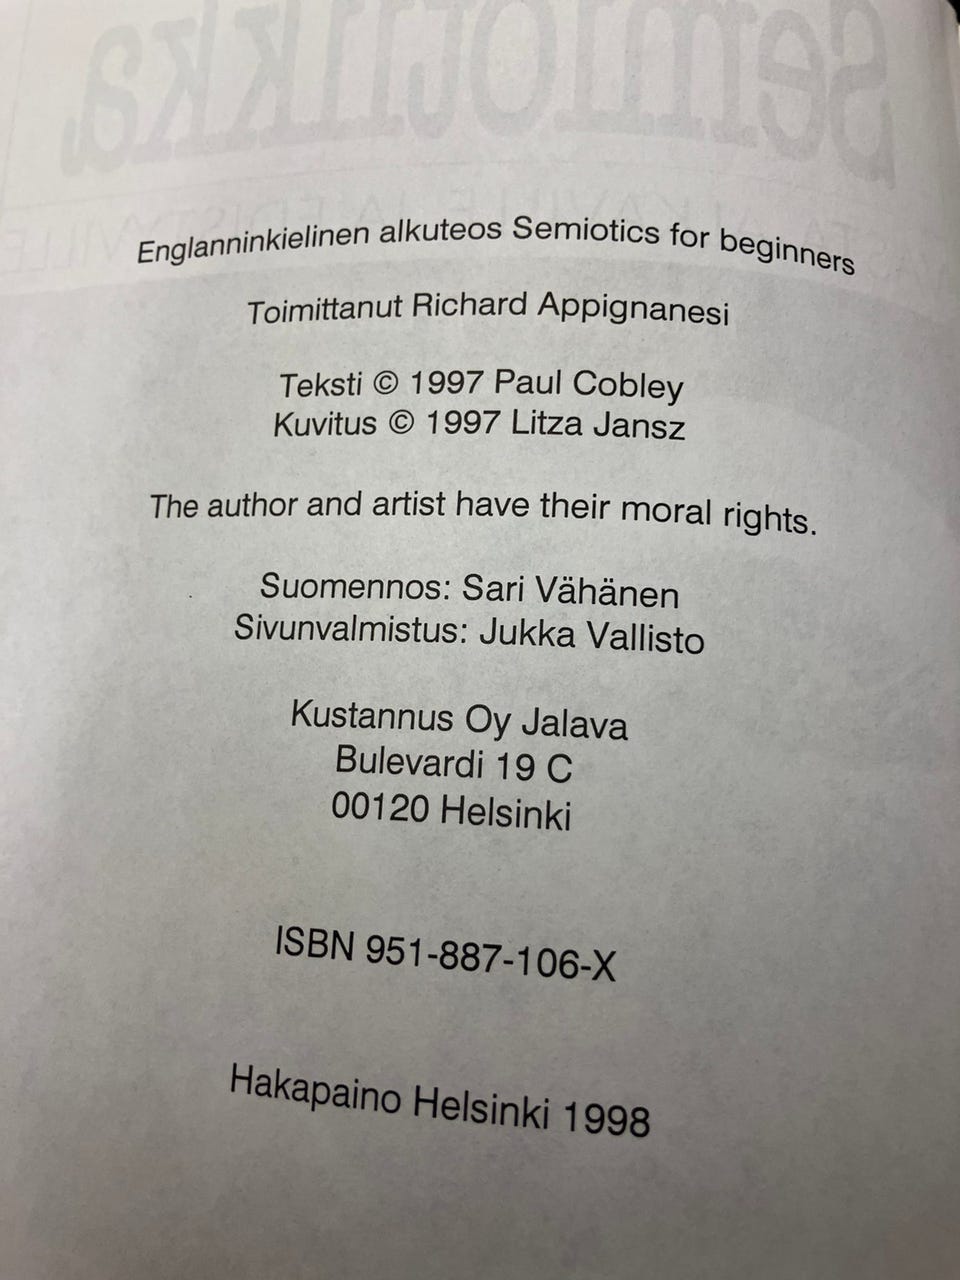 Semiotiikka
Englanninkielinen alkuteos Semiotics for beginners
Toimittanut Richard Appignanesi
Teksti © 1997 Paul Cobley
Kuvitus © 1997 Litza Jansz
The author and artist have their moral rights.
Suomennos: Sari Vähänen
Sivunvalmistus: Jukka Vallisto
Kustannus Oy Jalava
Bulevardi 19 C
00120 Helsinki
ISBN 951-887-106-X
Hakapaino Helsinki 1998